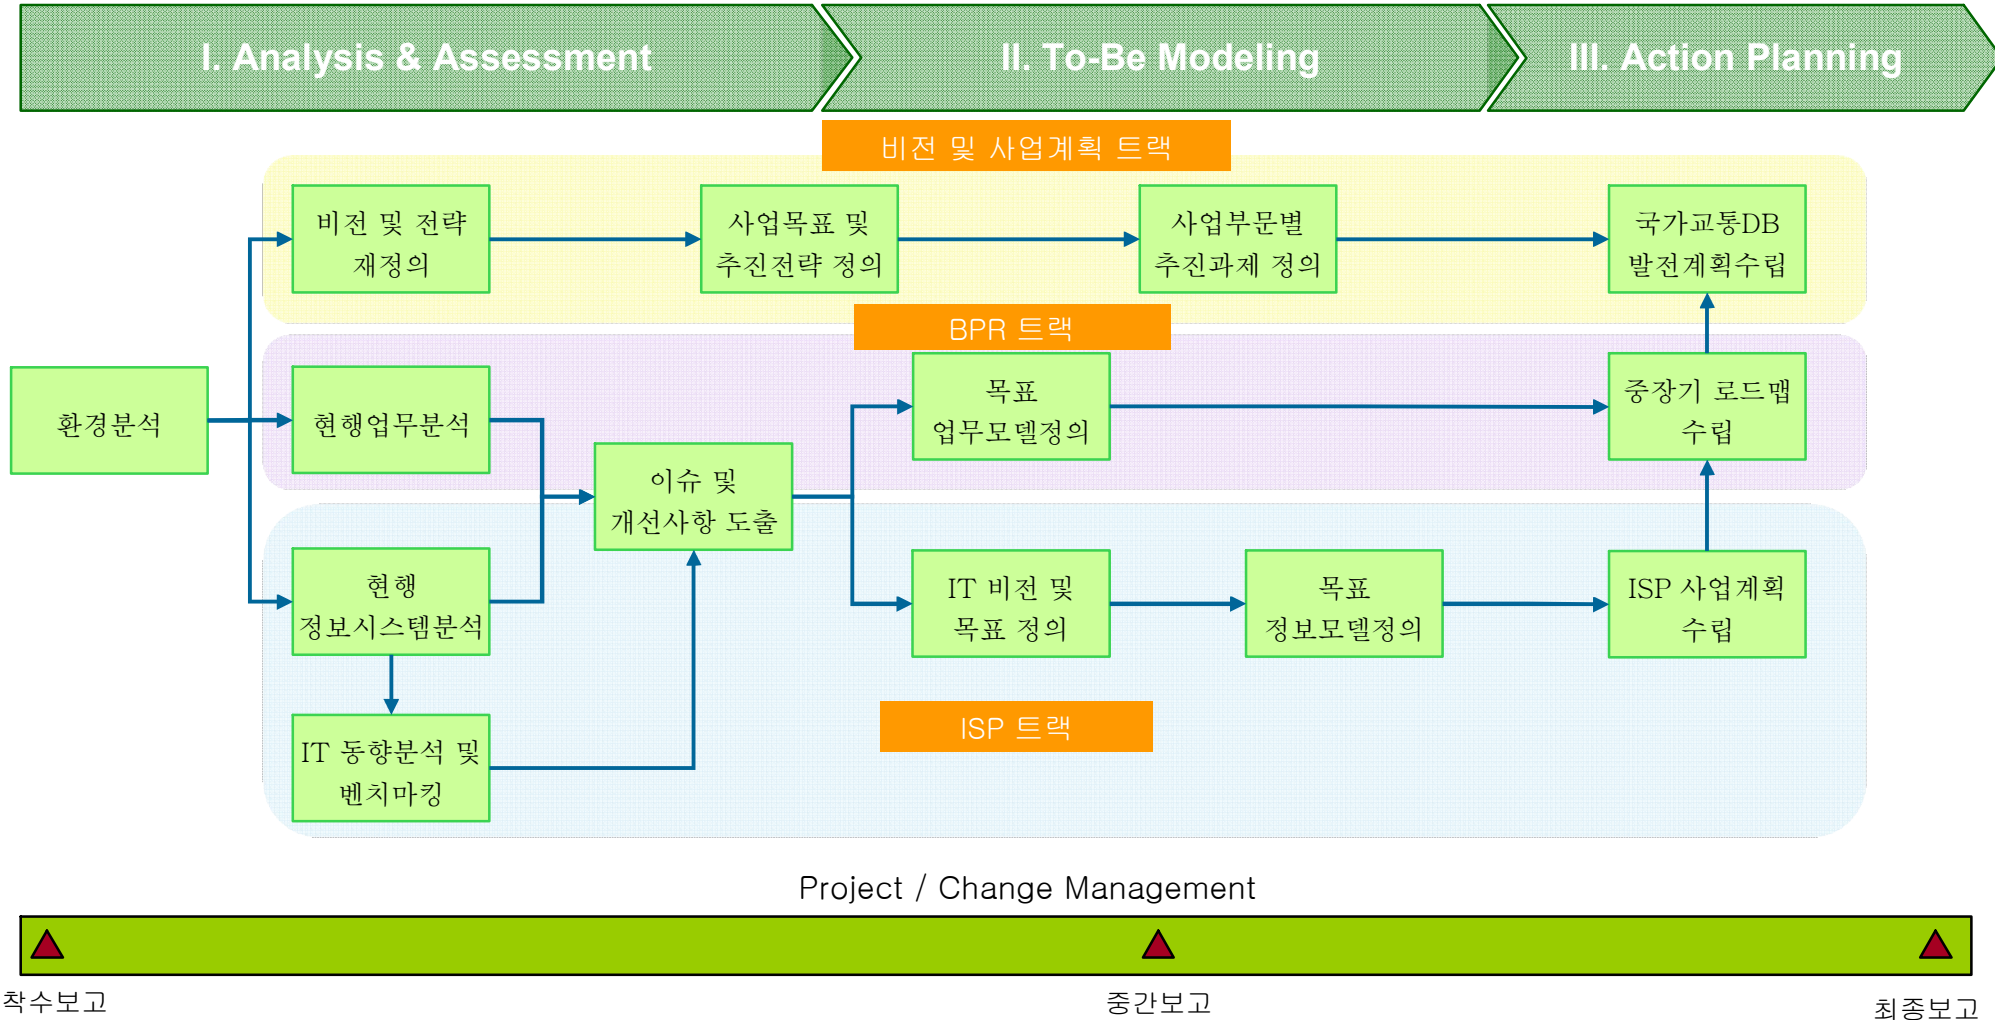 I. Analysis & Assessment
II. To-Be Modeling
III. Action Planning
비전 및 사업계획 트랙
비전 및 전략
재정의
사업목표 및
추진전략 정의
사업부문별
추진과제 정의
국가교통DB
발전계획수립
BPR 트랙
환경분석
현행업무분석
목표
업무모델정의
중장기 로드맵
수립
이슈 및
개선사항 도출
현행
정보시스템분석
IT 비전 및
목표 정의
목표
정보모델정의
ISP 사업계획
수립
ISP 트랙
IT 동향분석 및
벤치마킹
Project / Change Management
착수보고
중간보고
최종보고